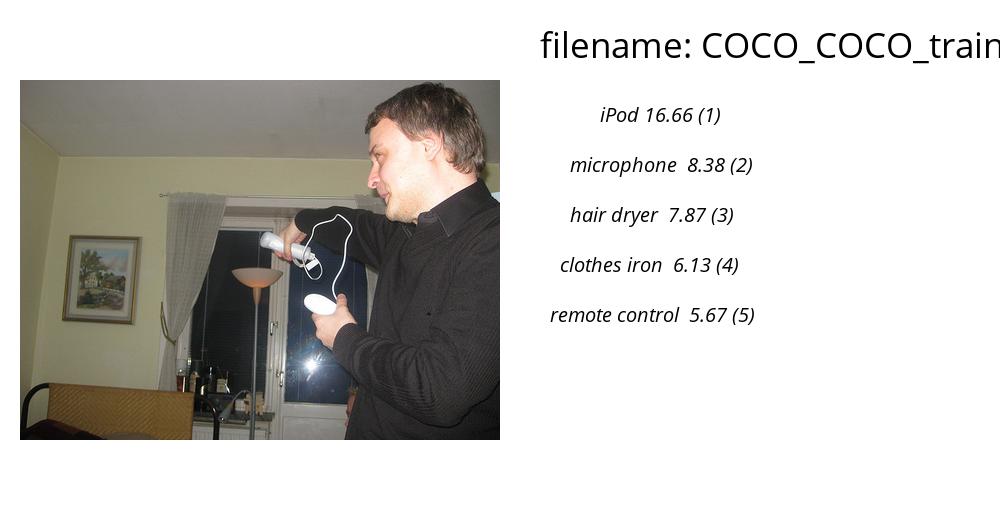 filename: COCO_COCO_train
iPod 16.66 (1)
microphone 8.38 (2)
hair dryer 7.87 (3)
clothes iron 6.13 (4)
remote control 5.67 (5)